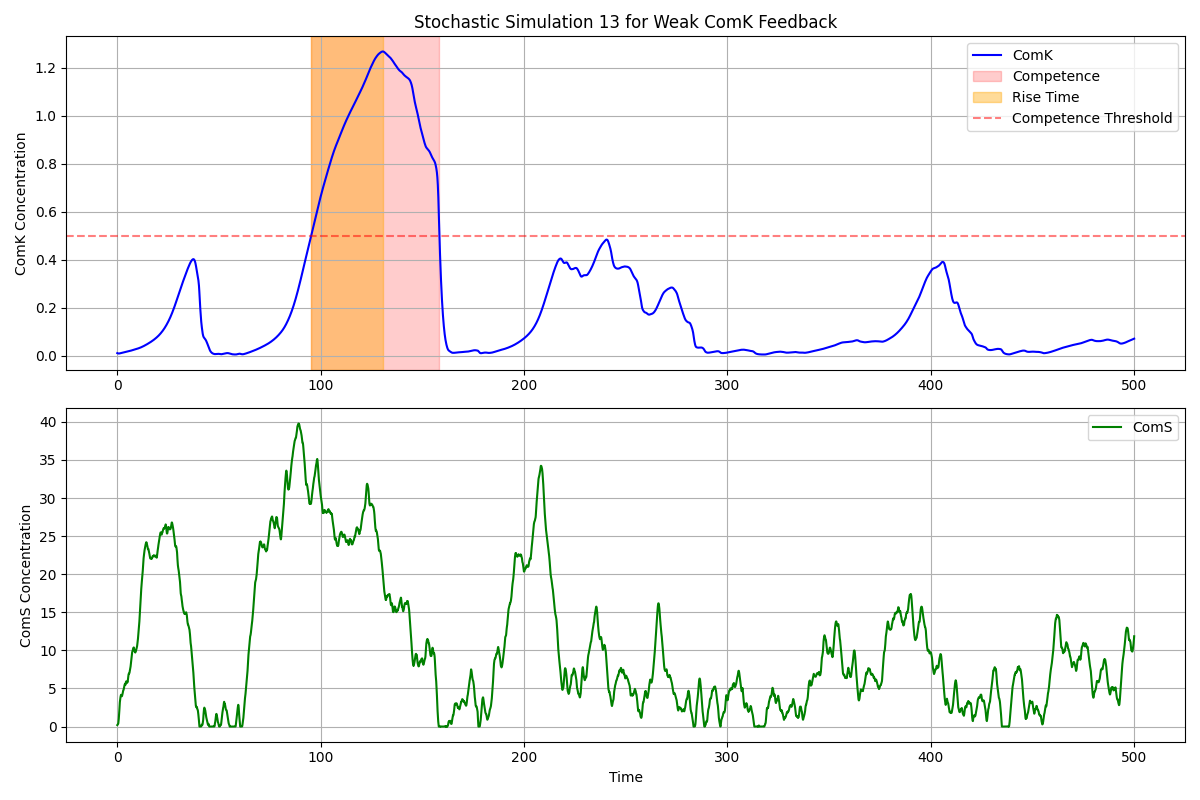 Stochastic Simulation 13 for Weak ComK Feedback
ComK Concentration
1.2
1.0
0.8
0.6
0.4
0.2
0.0
ComK
Competence
Rise Time
Competence Threshold
0 100 200 300 400 500
ComS Concentration
40
35
30
25
20
15
10
5
0
ComS
0 100 200 300 400 500
Time